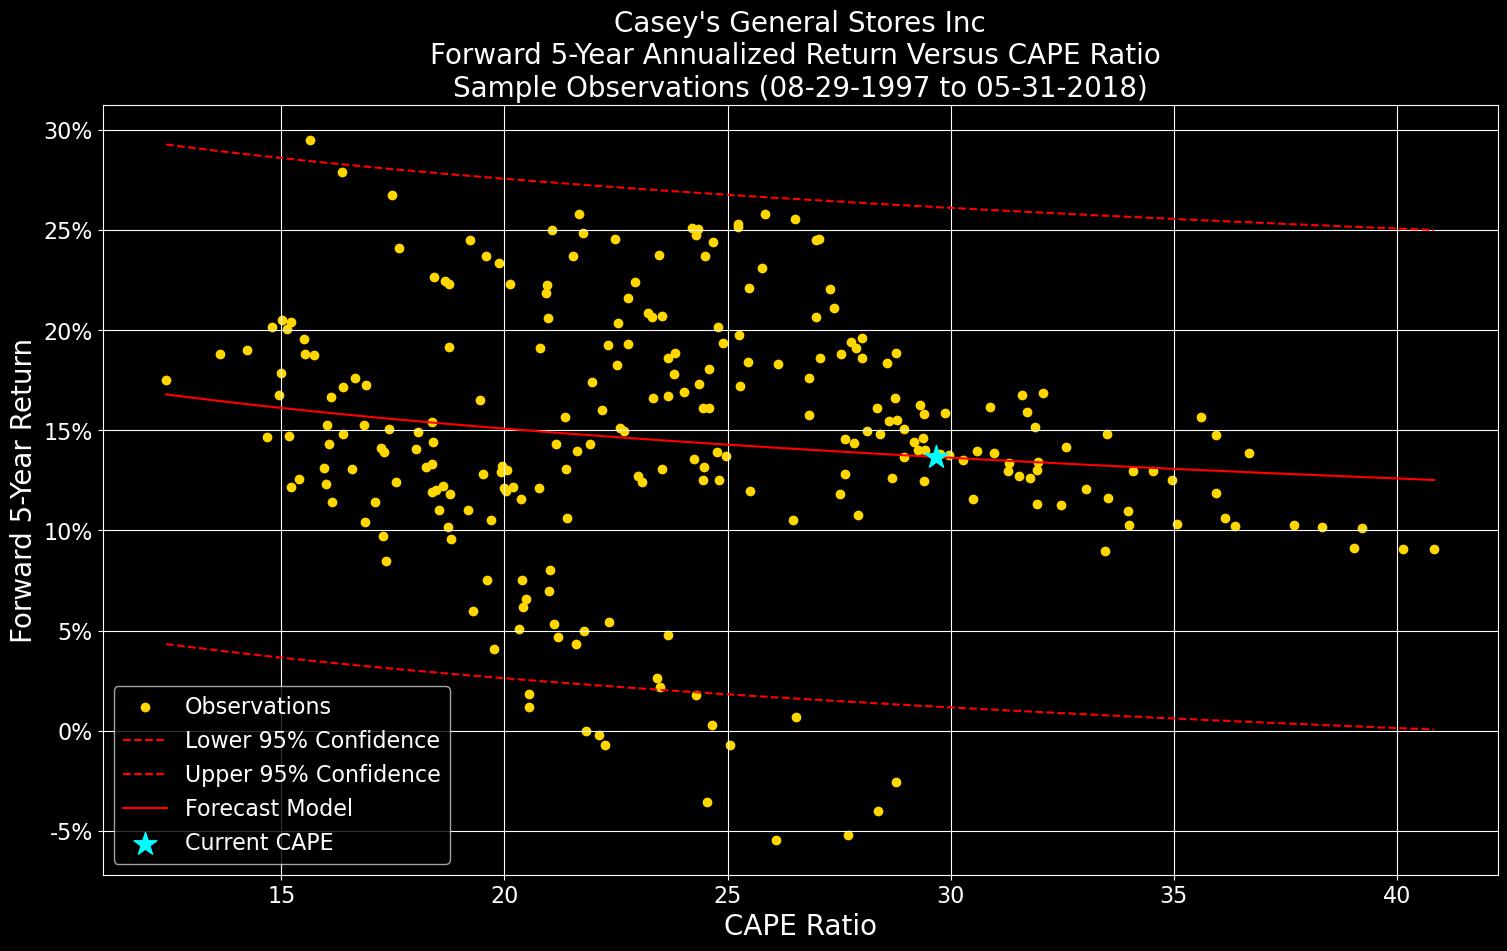 Casey's General Stores Inc
Forward 5-Year Annualized Return Versus CAPE Ratio
Sample Observations (08-29-1997 to 05-31-2018)
30%
25%
20%
15%
10%
5%
0%
-5%
Forward 5-Year Return
Observations
Lower 95% Confidence
Upper 95% Confidence
Forecast Model
Current CAPE
15 20 25 30 35 40
CAPE Ratio